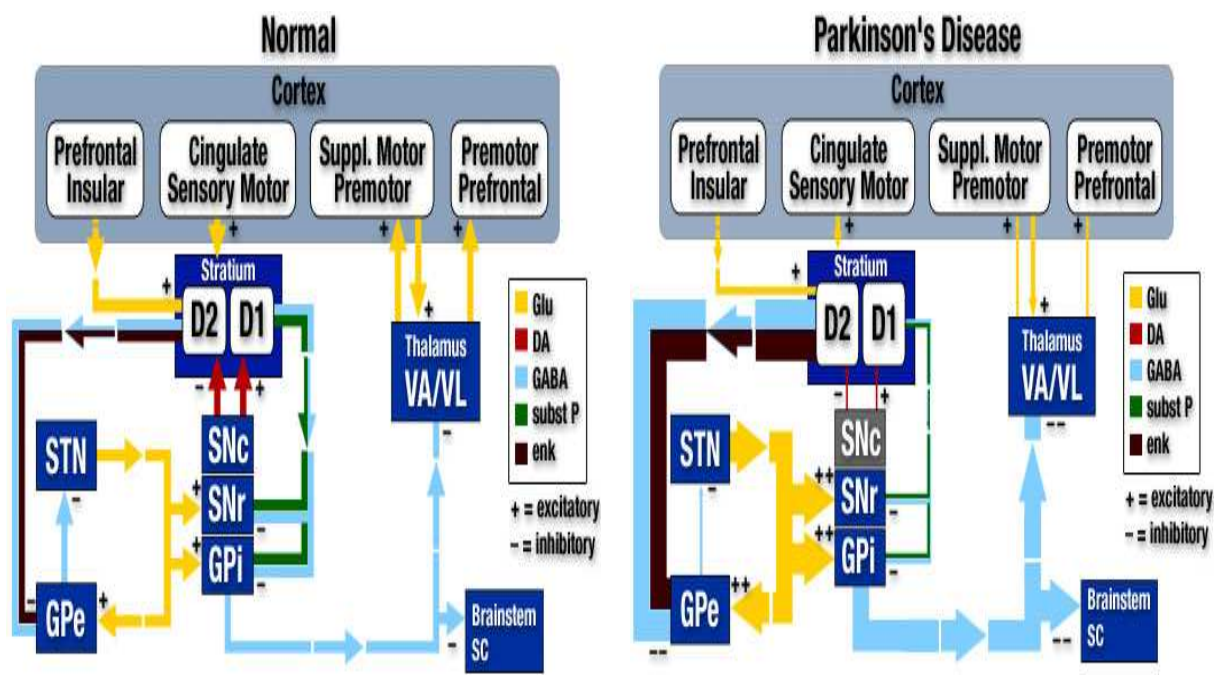 Normal
Cortex
Prefrontal
Insular
Cingulate
Sensory Motor
Suppl. Motor
Premotor
Premotor
Prefrontal
+
+
+
+
Stratium
D2
D1
-
+
+
Thalamus
VA/VL
-
STN
-
SNc
SNr
+
-
GPi
+
-
GPe
-
+
Brainstem
SC
-
Glu
DA
GABA
subst P
enk
+ = excitatory
- = inhibitory
Parkinson's Disease
Cortex
Prefrontal
Insular
Cingulate
Sensory Motor
Suppl. Motor
Premotor
Premotor
Prefrontal
+
+
+
+
Stratium
D2
D1
-
+
+
Thalamus
VA/VL
--
STN
-
SNc
SNr
++
-
GPi
++
-
GPe
++
--
Brainstem
SC
--
Glu
DA
GABA
subst P
enk
+ = excitatory
- = inhibitory